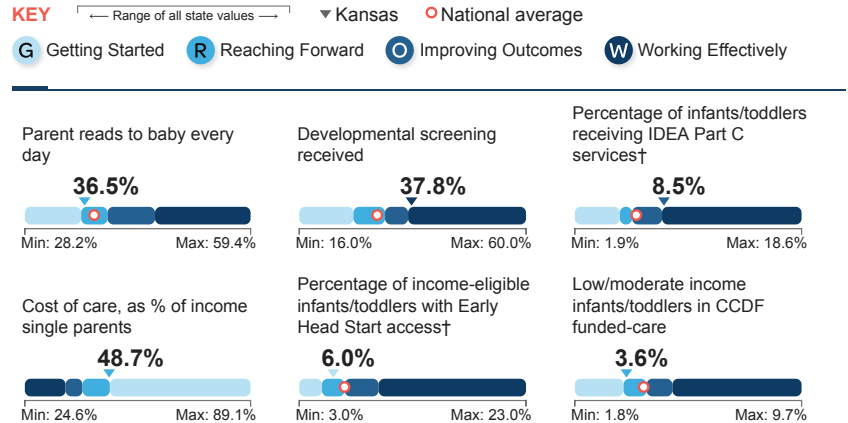 KEY
Range of all state values
Kansas
National average
G Getting Started
R Reaching Forward
O Improving Outcomes
W Working Effectively
Parent reads to baby every
day
36.5%
Min: 28.2% Max: 59.4%
Developmental screening
received
37.8%
Min: 16.0% Max: 60.0%
Percentage of infants/toddlers
receiving IDEA Part C
services†
8.5%
Min: 1.9% Max: 18.6%
Cost of care, as % of income
single parents
48.7%
Min: 24.6% Max: 89.1%
Percentage of income-eligible
infants/toddlers with Early
Head Start access†
6.0%
Min: 3.0% Max: 23.0%
Low/moderate income
infants/toddlers in CCDF
funded-care
3.6%
Min: 1.8% Max: 9.7%